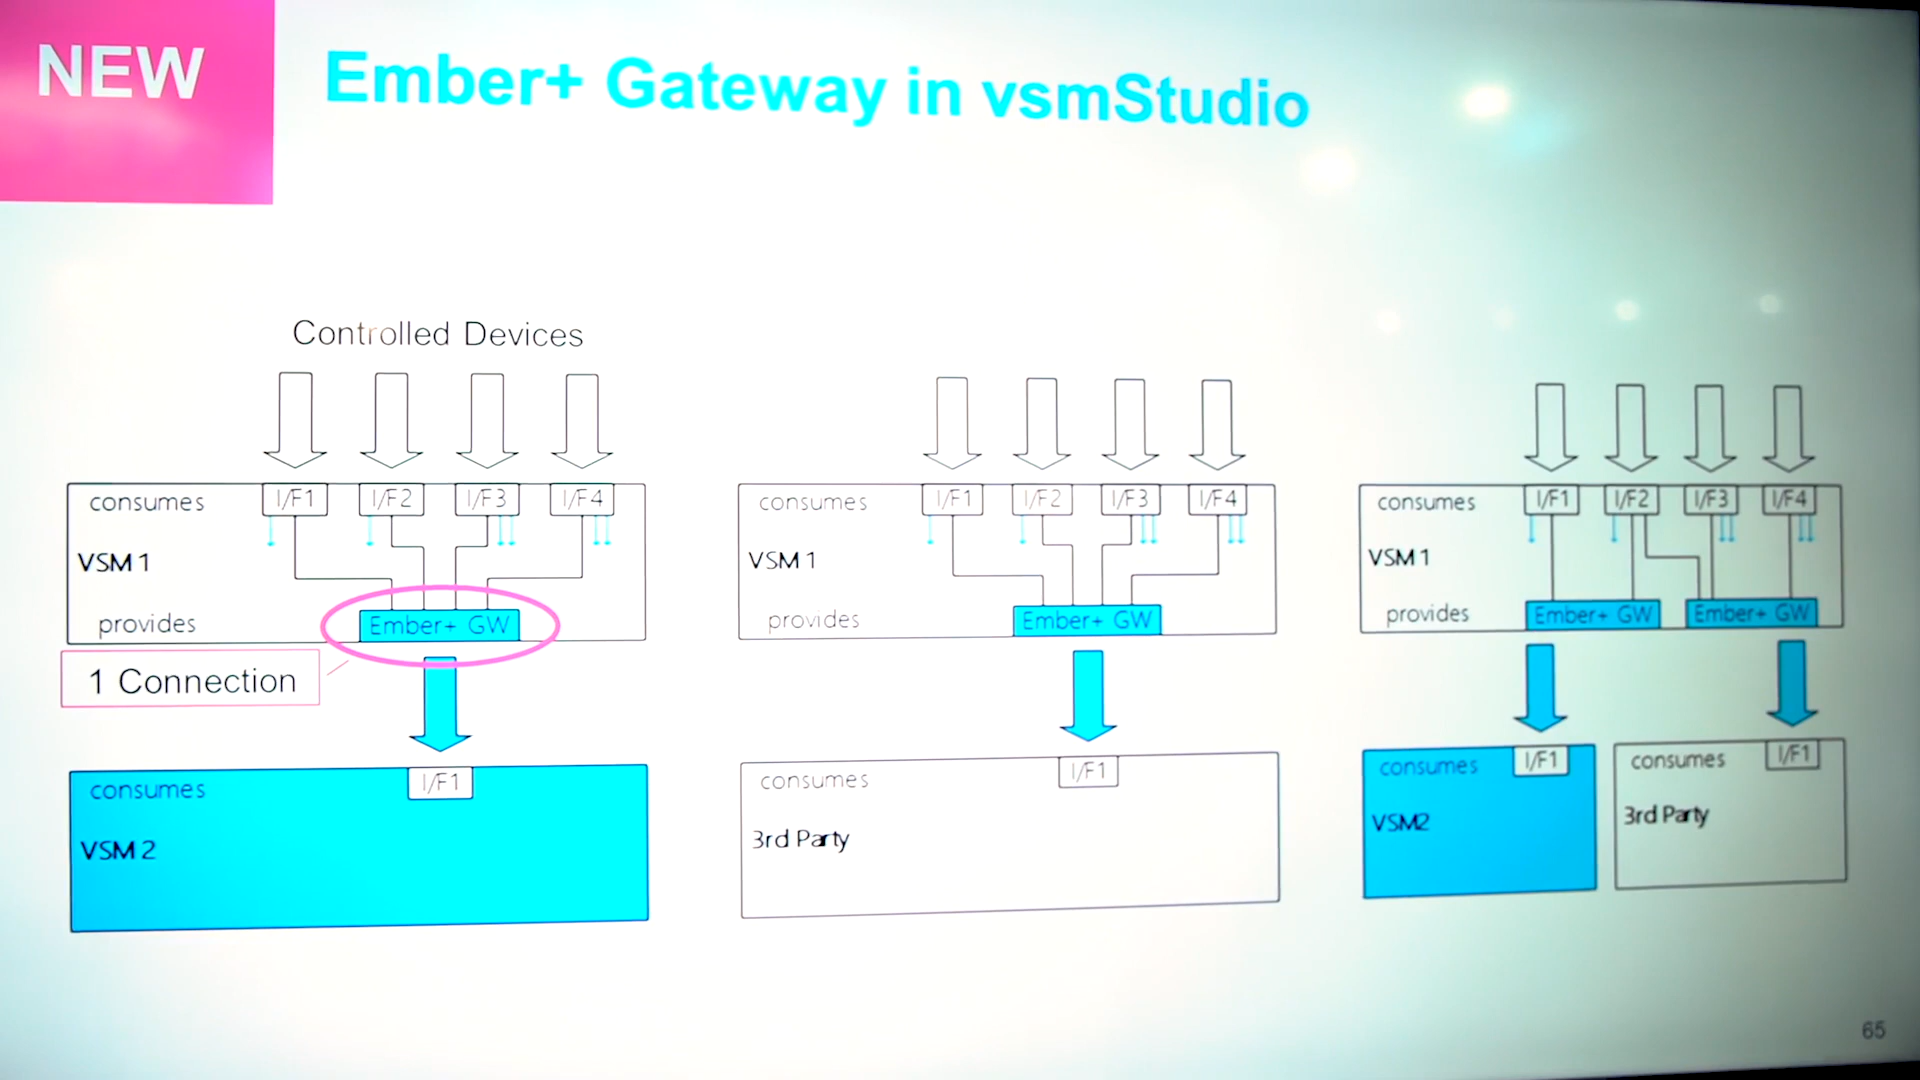 NEW
Ember+ Gateway in vsmStudio
Controlled Devices
consumes I/F1 I/F2 I/F3 I/F4
VSM 1
provides Ember+ GW
1 Connection
consumes I/F1
VSM 2
consumes I/F1 I/F2 I/F3 I/F4
VSM 1
provides Ember+ GW
consumes I/F1
3rd Party
consumes I/F1 I/F2 I/F3 I/F4
VSM 1
provides Ember+ GW Ember+ GW
consumes I/F1
VSM2
consumes I/F1
3rd Party
65